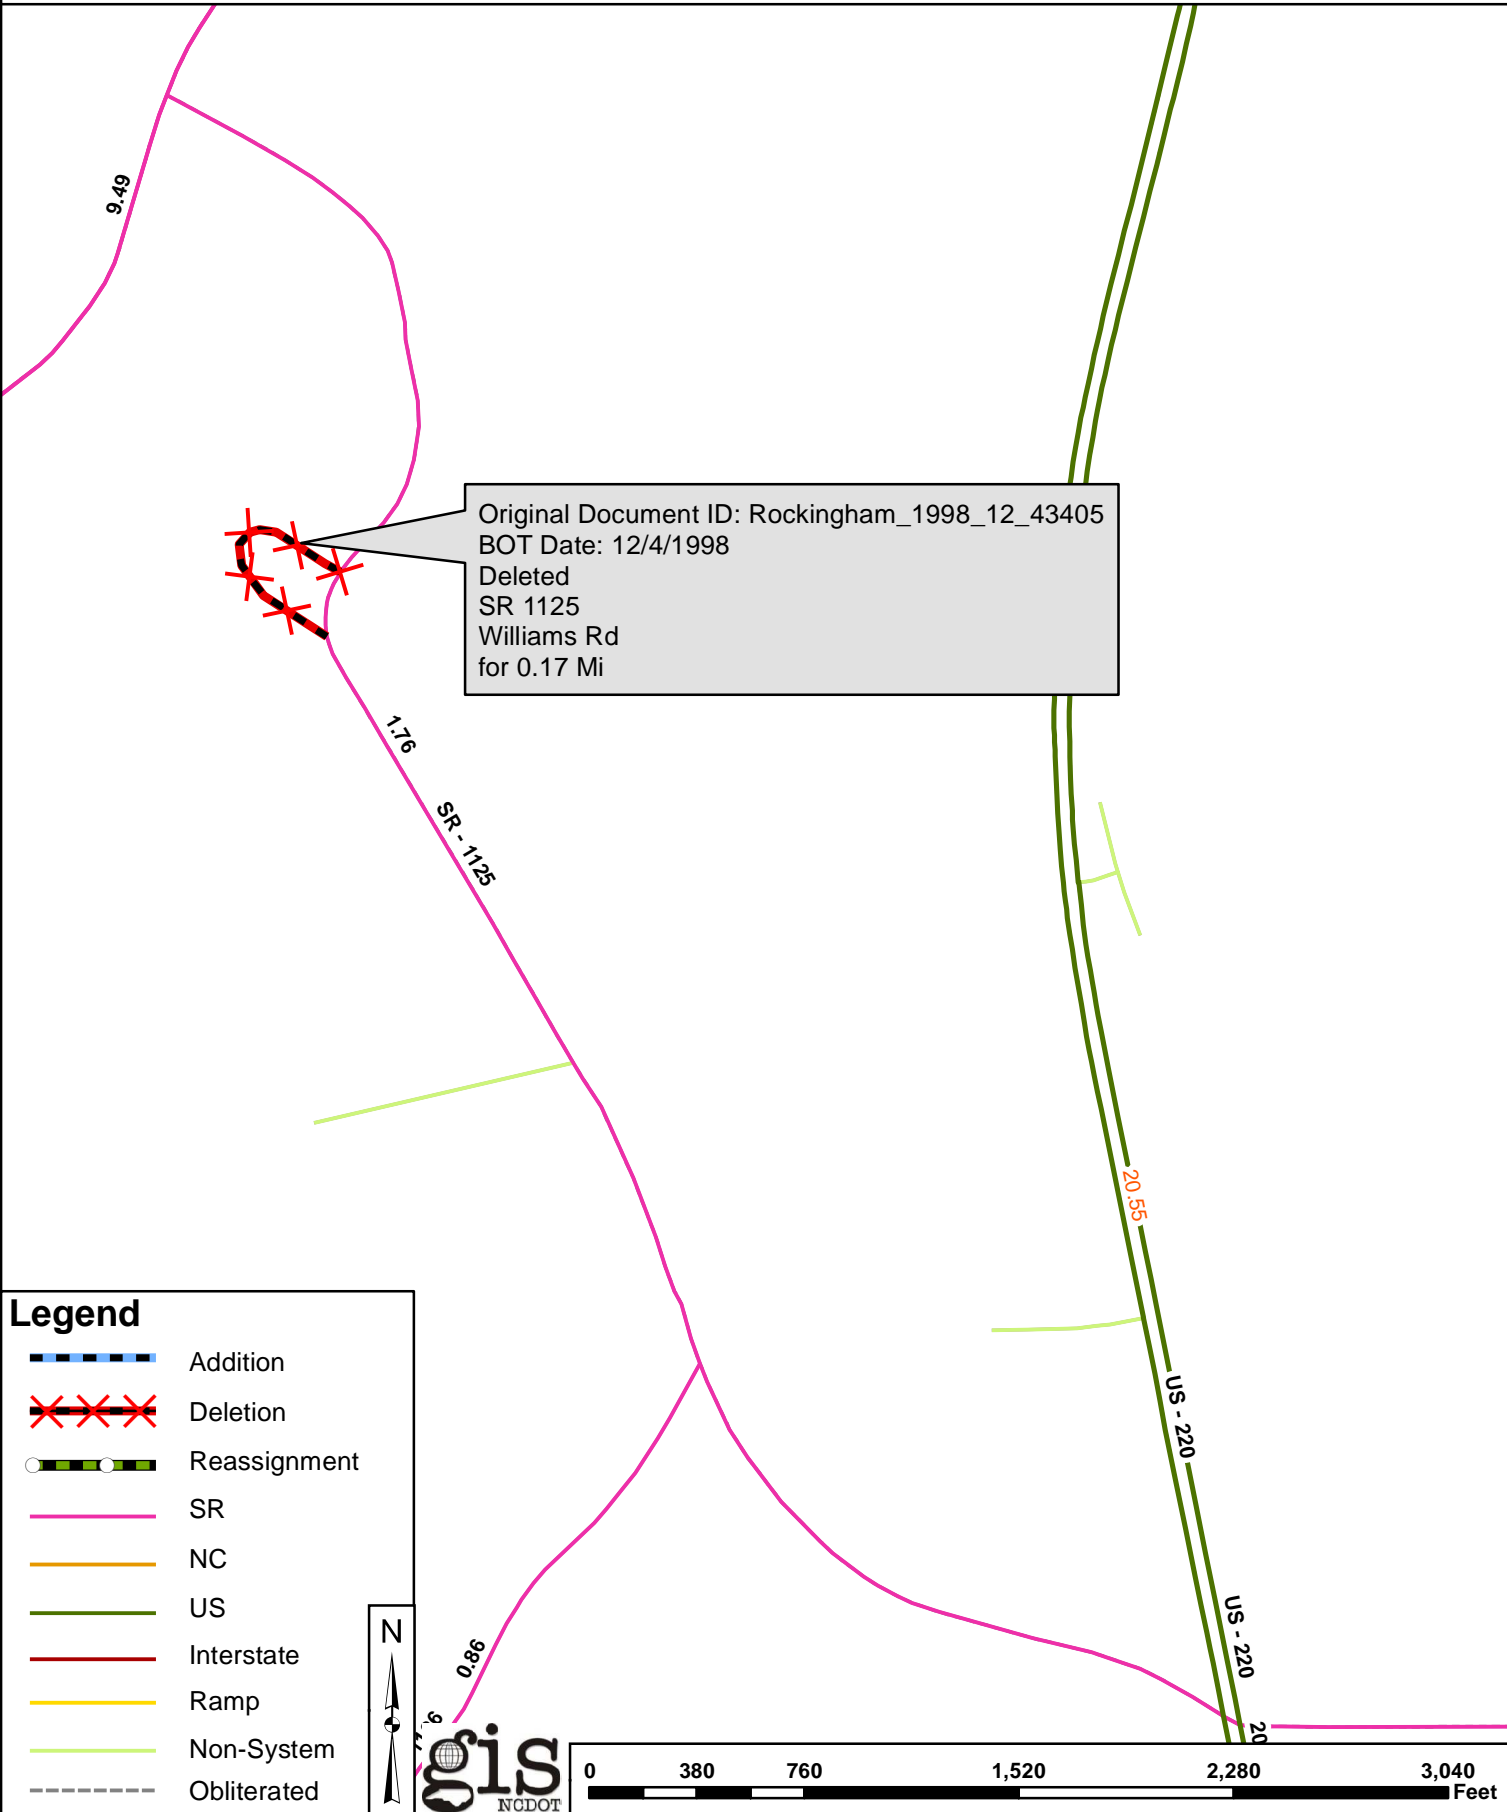 9.49
Original Document ID: Rockingham_1998_12_43405
BOT Date: 12/4/1998
Deleted
SR 1125
Williams Rd
for 0.17 Mi
1.76
SR - 1125
20.55
US - 220
US - 220
20
0.86
Legend
Addition
Deletion
Reassignment
SR
NC
US
Interstate
Ramp
Non-System
Obliterated
N
gis
NCDOT
0 380 760 1,520 2,280 3,040
Feet